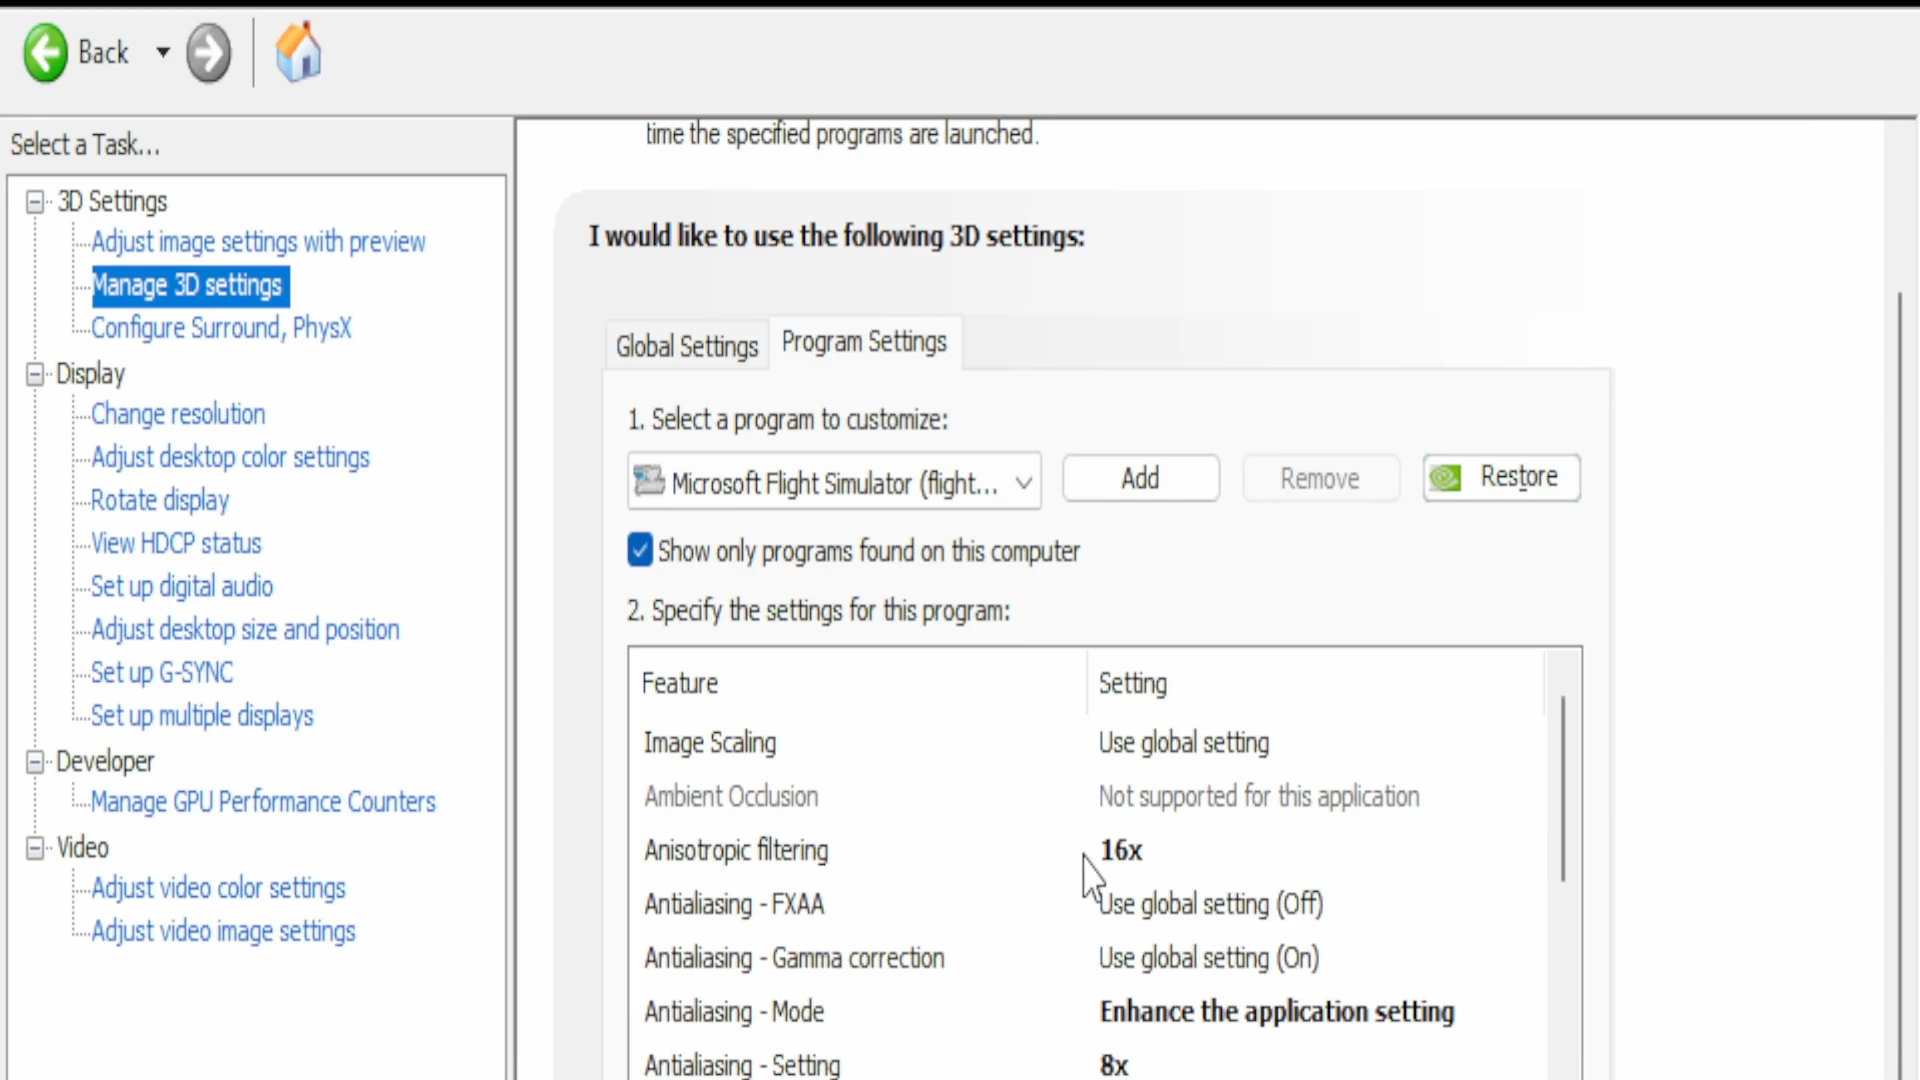 Back
Select a Task...
3D Settings
Adjust image settings with preview
Manage 3D settings
Configure Surround, PhysX
Display
Change resolution
Adjust desktop color settings
Rotate display
View HDCP status
Set up digital audio
Adjust desktop size and position
Set up G-SYNC
Set up multiple displays
Developer
Manage GPU Performance Counters
Video
Adjust video color settings
Adjust video image settings
time the specified programs are launched.
I would like to use the following 3D settings:
Global Settings Program Settings
1. Select a program to customize:
Microsoft Flight Simulator (flight... Add Remove Restore
Show only programs found on this computer
2. Specify the settings for this program:
Feature Setting
Image Scaling Use global setting
Ambient Occlusion Not supported for this application
Anisotropic filtering 16x
Antialiasing - FXAA Use global setting (Off)
Antialiasing - Gamma correction Use global setting (On)
Antialiasing - Mode Enhance the application setting
Antialiasing - Setting 8x